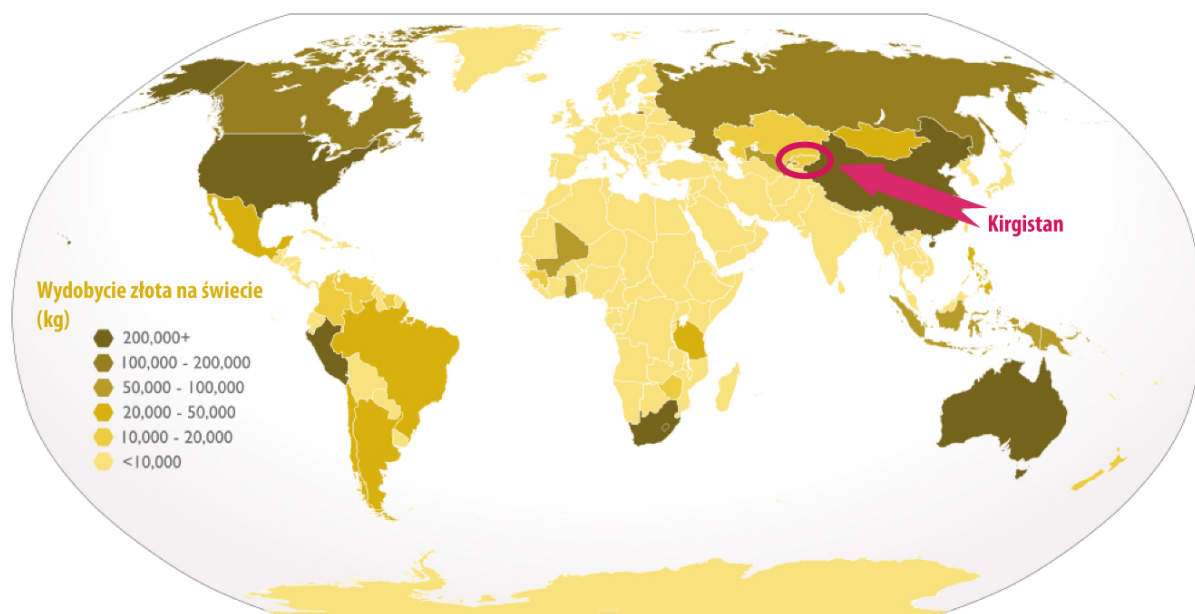 Kirgistan
Wydobycie złota na świecie
(kg)
200,000+
100,000 - 200,000
50,000 - 100,000
20,000 - 50,000
10,000 - 20,000
<10,000